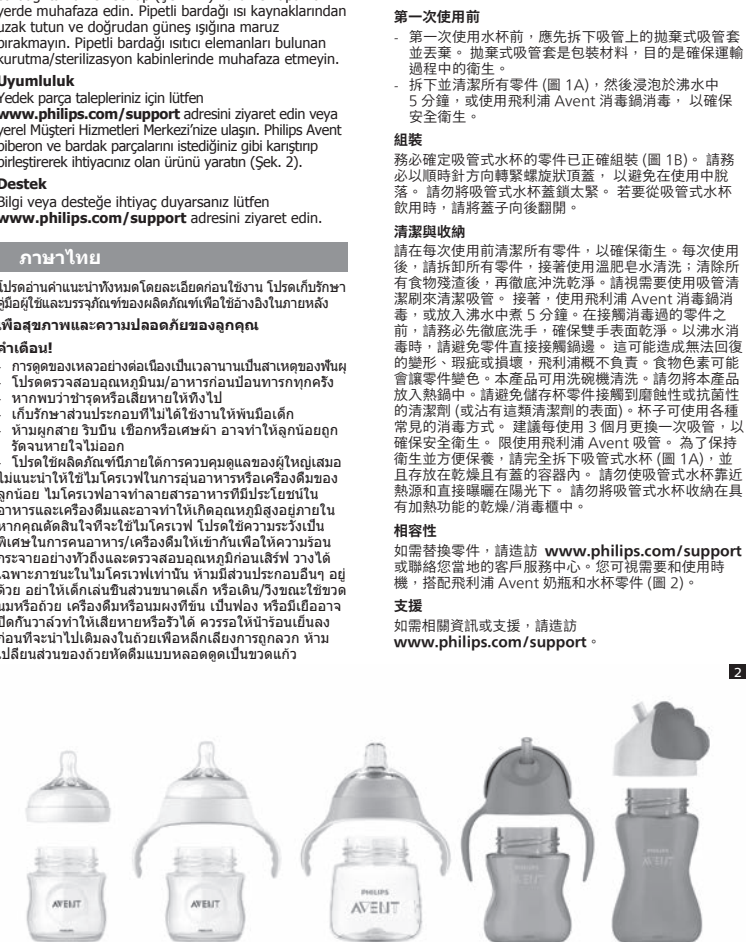 yerde muhafaza edin. Pipetli bardağı ısı kaynaklarından
uzak tutun ve doğrudan güneş ışığına maruz
bırakmayın. Pipetli bardağı ısıtıcı elemanları bulunan
kurutma/sterilizasyon kabinlerinde muhafaza etmeyin.
Uyumluluk
Yedek parça talepleriniz için lütfen
www.philips.com/support adresini ziyaret edin veya
yerel Müşteri Hizmetleri Merkezi'nize ulaşın. Philips Avent
biberon ve bardak parçalarını istediğiniz gibi karıştırıp
birleştirerek ihtiyacınız olan ürünü yaratın (Şek. 2).
Destek
Bilgi veya desteğe ihtiyaç duyarsanız lütfen
www.philips.com/support adresini ziyaret edin.
ภาษาไทย
โปรดอ่านคำแนะนำทั้งหมดโดยละเอียดก่อนใช้งาน โปรดเก็บรักษา
คู่มือผู้ใช้และบรรจุภัณฑ์ของผลิตภัณฑ์เพื่อใช้อ้างอิงในภายหลัง
เพื่อสุขภาพและความปลอดภัยของลูกคุณ
คำเตือน!
- การดูดของเหลวอย่างต่อเนื่องเป็นเวลานานเป็นสาเหตุของฟันผุ
- โปรดตรวจสอบอุณหภูมินม/อาหารก่อนป้อนทารกทุกครั้ง
- หากพบว่าชำรุดหรือเสียหายให้ทิ้งไป
- เก็บรักษาส่วนประกอบที่ไม่ได้ใช้งานให้พ้นมือเด็ก
- ห้ามผูกสาย ริบบิ้น เชือกหรือเศษผ้า อาจทำให้ลูกน้อยถูก
รัดจนหายใจไม่ออก
- โปรดใช้ผลิตภัณฑ์นี้ภายใต้การควบคุมดูแลของผู้ใหญ่เสมอ
ไม่แนะนำให้ใช้ไมโครเวฟในการอุ่นอาหารหรือเครื่องดื่มของ
ลูกน้อย ไมโครเวฟอาจทำลายสารอาหารที่มีประโยชน์ใน
อาหารและเครื่องดื่มและอาจทำให้เกิดอุณหภูมิสูงอยู่ภายใน
หากคุณตัดสินใจที่จะใช้ไมโครเวฟ โปรดใช้ความระวังเป็น
พิเศษในการคนอาหาร/เครื่องดื่มให้เข้ากันเพื่อให้ความร้อน
กระจายอย่างทั่วถึงและตรวจสอบอุณหภูมิก่อนเสิร์ฟ วางได้
เฉพาะภาชนะในไมโครเวฟเท่านั้น ห้ามมีส่วนประกอบอื่นๆ อยู่
ด้วย อย่าให้เด็กเล่นชิ้นส่วนขนาดเล็ก หรือเดิน/วิ่งขณะใช้ขวด
นมหรือถ้วย เครื่องดื่มหรือนมผงที่ข้น เป็นฟอง หรือมีเยื่ออาจ
ปิดกั้นวาล์วทำให้เสียหายหรือรั่วได้ ควรรอให้น้ำร้อนเย็นลง
ก่อนที่จะนำไปเติมลงในถ้วยเพื่อหลีกเลี่ยงการถูกลวก ห้าม
เปลี่ยนส่วนของถ้วยหัดดื่มแบบหลอดดูดเป็นขวดแก้ว
第一次使用前
- 第一次使用水杯前，應先拆下吸管上的拋棄式吸管套
並丟棄。 拋棄式吸管套是包裝材料，目的是確保運輸
過程中的衛生。
- 拆下並清潔所有零件 (圖 1A)，然後浸泡於沸水中
5 分鐘，或使用飛利浦 Avent 消毒鍋消毒， 以確保
安全衛生。
組裝
務必確定吸管式水杯的零件已正確組裝 (圖 1B)。 請務
必以順時針方向轉緊螺旋狀頂蓋， 以避免在使用中脫
落。 請勿將吸管式水杯蓋鎖太緊。 若要從吸管式水杯
飲用時，請將蓋子向後翻開。
清潔與收納
請在每次使用前清潔所有零件，以確保衛生。每次使用
後，請拆卸所有零件，接著使用溫肥皂水清洗；清除所
有食物殘渣後，再徹底沖洗乾淨。請視需要使用吸管清
潔刷來清潔吸管。 接著，使用飛利浦 Avent 消毒鍋消
毒，或放入沸水中煮 5 分鐘。在接觸消毒過的零件之
前，請務必先徹底洗手，確保雙手表面乾淨。以沸水消
毒時，請避免零件直接接觸鍋邊。 這可能造成無法回復
的變形、瑕疵或損壞，飛利浦概不負責。食物色素可能
會讓零件變色。本產品可用洗碗機清洗。請勿將本產品
放入熱鍋中。請避免儲存杯零件接觸到磨蝕性或抗菌性
的清潔劑 (或沾有這類清潔劑的表面)。杯子可使用各種
常見的消毒方式。 建議每使用 3 個月更換一次吸管，以
確保安全衛生。 限使用飛利浦 Avent 吸管。 為了保持
衛生並方便保養，請完全拆下吸管式水杯 (圖 1A)，並
且存放在乾燥且有蓋的容器內。 請勿使吸管式水杯靠近
熱源和直接曝曬在陽光下。 請勿將吸管式水杯收納在具
有加熱功能的乾燥/消毒櫃中。
相容性
如需替換零件，請造訪 www.philips.com/support
或聯絡您當地的客戶服務中心。您可視需要和使用時
機，搭配飛利浦 Avent 奶瓶和水杯零件 (圖 2)。
支援
如需相關資訊或支援，請造訪
www.philips.com/support。
2
AVENT
PHILIPS
AVENT
PHILIPS
PHILIPS
AVENT
AVENT
AVENT